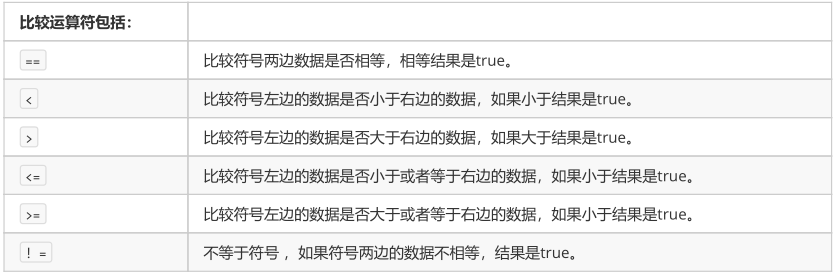 比较运算符包括：
== 比较符号两边数据是否相等，相等结果是true。
< 比较符号左边的数据是否小于右边的数据，如果小于结果是true。
> 比较符号左边的数据是否大于右边的数据，如果大于结果是true。
<= 比较符号左边的数据是否小于或者等于右边的数据，如果小于结果是true。
>= 比较符号左边的数据是否大于或者等于右边的数据，如果小于结果是true。
! = 不等于符号 ，如果符号两边的数据不相等，结果是true。